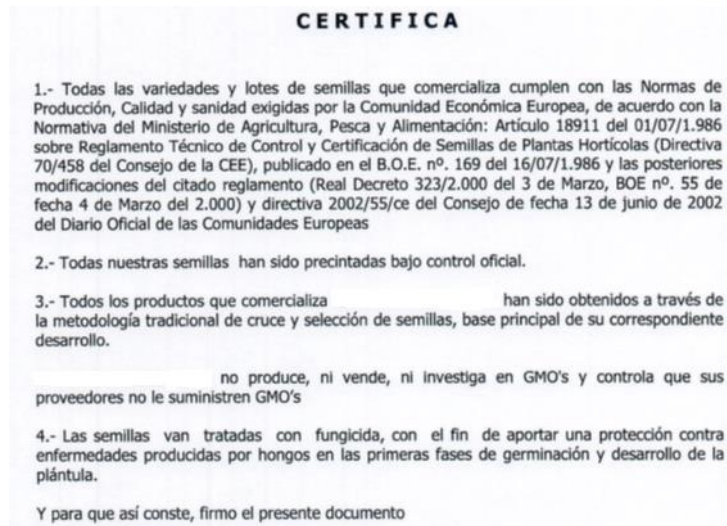 CERTIFICA
1.- Todas las variedades y lotes de semillas que comercializa cumplen con las Normas de
Producción, Calidad y sanidad exigidas por la Comunidad Económica Europea, de acuerdo con la
Normativa del Ministerio de Agricultura, Pesca y Alimentación: Artículo 18911 del 01/07/1.986
sobre Reglamento Técnico de Control y Certificación de Semillas de Plantas Hortícolas (Directiva
70/458 del Consejo de la CEE), publicado en el B.O.E. nº. 169 del 16/07/1.986 y las posteriores
modificaciones del citado reglamento (Real Decreto 323/2.000 del 3 de Marzo, BOE nº. 55 de
fecha 4 de Marzo del 2.000) y directiva 2002/55/ce del Consejo de fecha 13 de junio de 2002
del Diario Oficial de las Comunidades Europeas
2.- Todas nuestras semillas han sido precintadas bajo control oficial.
3.- Todos los productos que comercializa han sido obtenidos a través de
la metodología tradicional de cruce y selección de semillas, base principal de su correspondiente
desarrollo.
no produce, ni vende, ni investiga en GMO's y controla que sus
proveedores no le suministren GMO's
4.- Las semillas van tratadas con fungicida, con el fin de aportar una protección contra
enfermedades producidas por hongos en las primeras fases de germinación y desarrollo de la
plántula.
Y para que así conste, firmo el presente documento